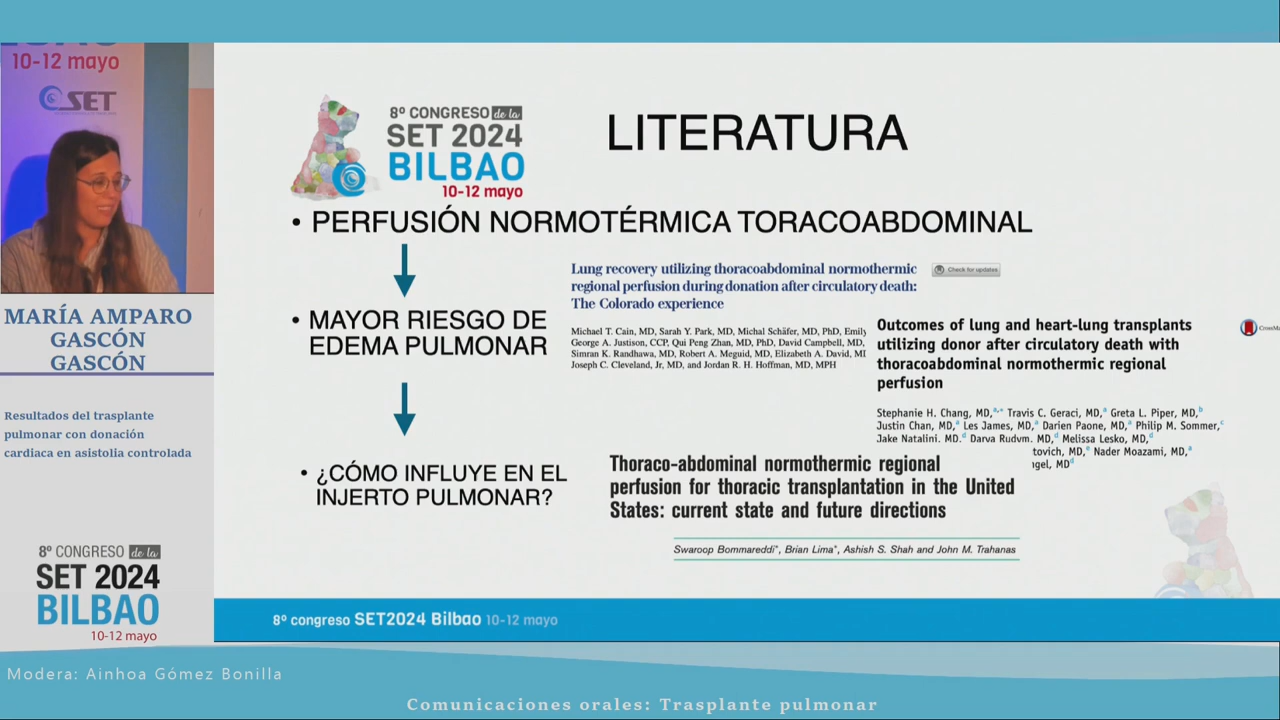 10-12 mayo
SET
MARÍA AMPARO
GASCÓN
GASCÓN
Resultados del trasplante
pulmonar con donación
cardiaca en asistolia controlada
8º CONGRESO de la
SET 2024
BILBAO
10-12 mayo
8º CONGRESO de la
SET 2024
BILBAO
10-12 mayo
LITERATURA
• PERFUSIÓN NORMOTÉRMICA TORACOABDOMINAL
• MAYOR RIESGO DE
EDEMA PULMONAR
• ¿CÓMO INFLUYE EN EL
INJERTO PULMONAR?
Lung recovery utilizing thoracoabdominal normothermic
regional perfusion during donation after circulatory death:
The Colorado experience
Check for updates
Michael T. Cain, MD, Sarah Y. Park, MD, Michal Schäfer, MD, PhD, Emily
George A. Justison, CCP, Qui Peng Zhan, MD, PhD, David Campbell, MD,
Simran K. Randhawa, MD, Robert A. Meguid, MD, Elizabeth A. David, MD
Joseph C. Cleveland, Jr, MD, and Jordan R. H. Hoffman, MD, MPH
Outcomes of lung and heart-lung transplants
utilizing donor after circulatory death with
thoracoabdominal normothermic regional
perfusion
CrossMa
Stephanie H. Chang, MD,a,* Travis C. Geraci, MD,a Greta L. Piper, MD,b
Justin Chan, MD,a Les James, MD,a Darien Paone, MD,a Philip M. Sommer,c
Jake Natalini, MD,d Darya Rudym, MD,d Melissa Lesko, MD,d
tovich, MD,e Nader Moazami, MD,a
ngel, MDd
Thoraco-abdominal normothermic regional
perfusion for thoracic transplantation in the United
States: current state and future directions
Swaroop Bommareddi*, Brian Lima*, Ashish S. Shah and John M. Trahanas
8º congreso SET2024 Bilbao 10-12 mayo
Modera: Ainhoa Gómez Bonilla
Comunicaciones orales: Trasplante pulmonar